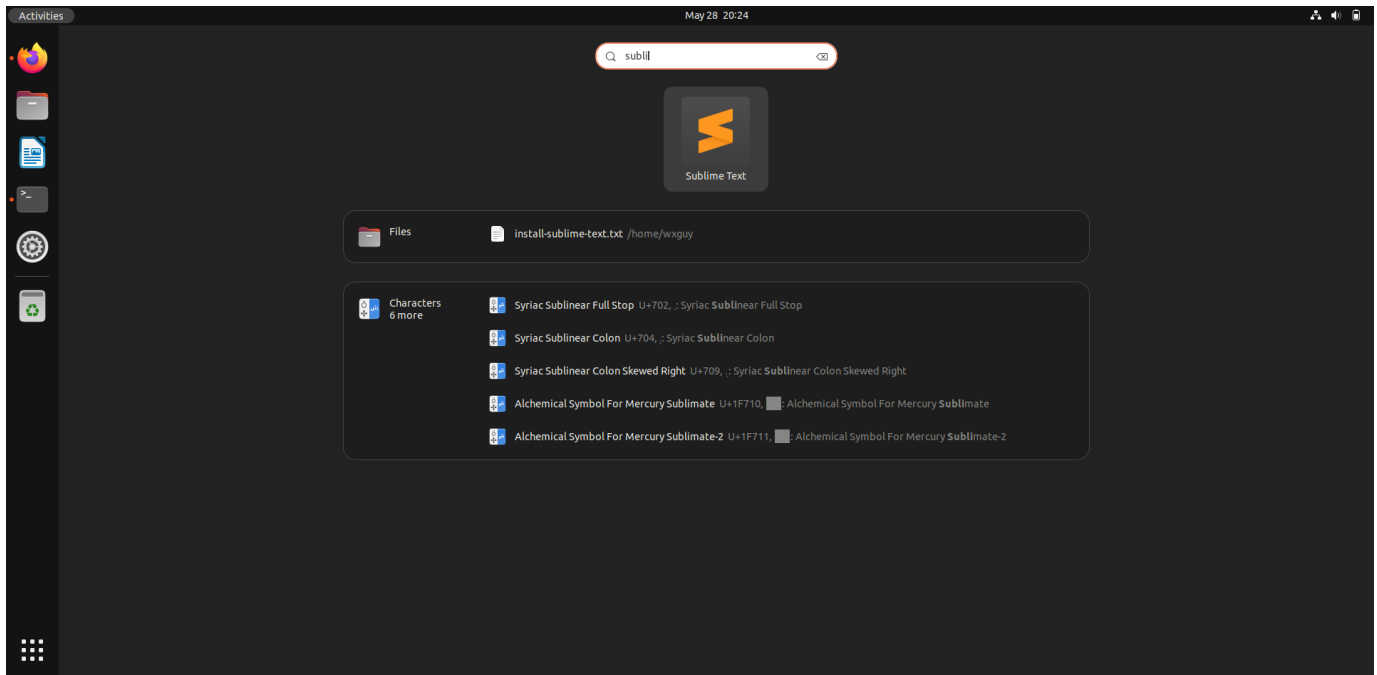 Activities
May 28 20:24
subli
Sublime Text
Files
install-sublime-text.txt /home/wxguy
Characters
6 more
Syriac Sublinear Full Stop U+702, ܂: Syriac Sublinear Full Stop
Syriac Sublinear Colon U+704, ܄: Syriac Sublinear Colon
Syriac Sublinear Colon Skewed Right U+709, ܉: Syriac Sublinear Colon Skewed Right
Alchemical Symbol For Mercury Sublimate U+1F710, : Alchemical Symbol For Mercury Sublimate
Alchemical Symbol For Mercury Sublimate-2 U+1F711, : Alchemical Symbol For Mercury Sublimate-2